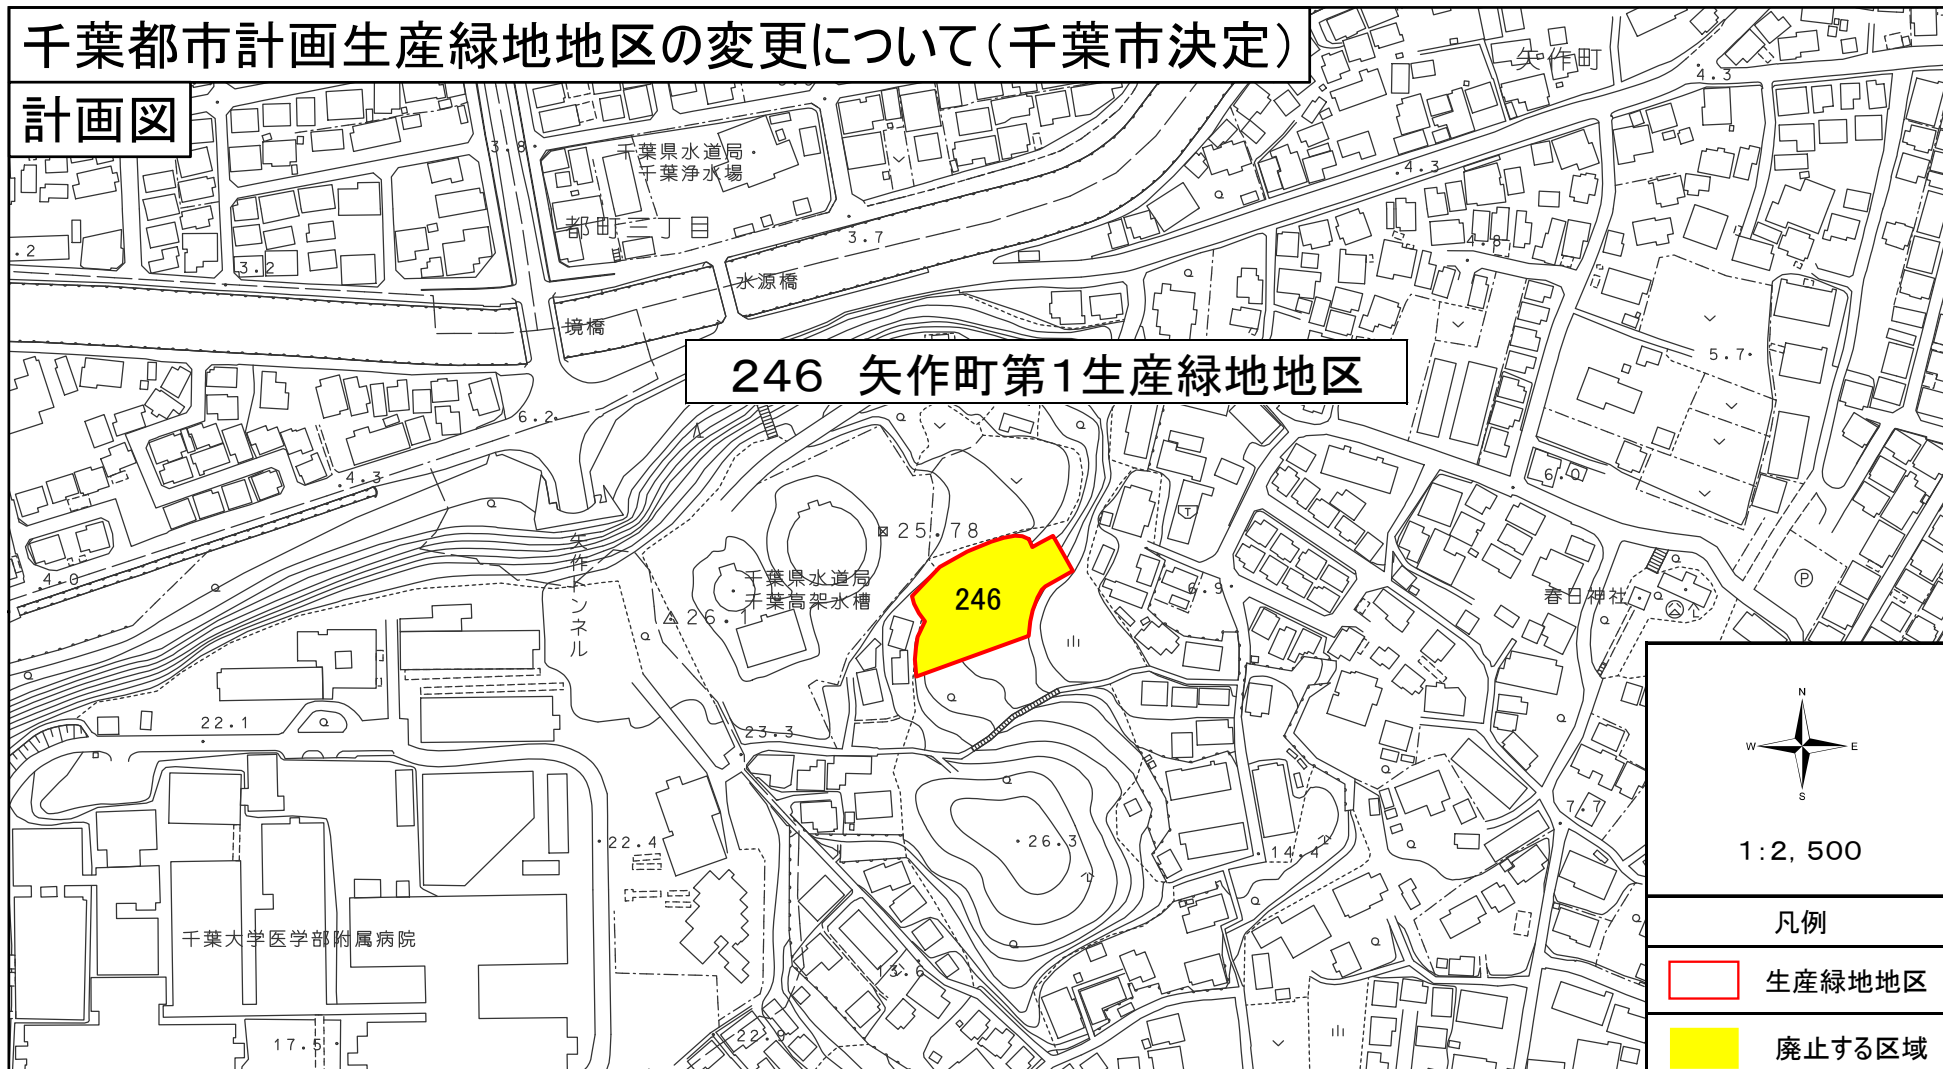 千葉都市計画生産緑地地区の変更について(千葉市決定)
計画図
矢作町
4.3
3.8
千葉県水道局
千葉浄水場
4.3
都町三丁目
3.7
4.8
.2
3.2
水源橋
境橋
5.7
246 矢作町第1生産緑地地区
6.2
4.3
6.0
25.78
矢作トンネル
4.0
千葉県水道局
千葉高架水槽
246
6.9
春日神社
P
26.1
N
W E
S
22.1
23.3
7.7
1:2,500
22.4
26.3
14.4
凡例
千葉大学医学部附属病院
13.6
生産緑地地区
22.9
17.5
廃止する区域